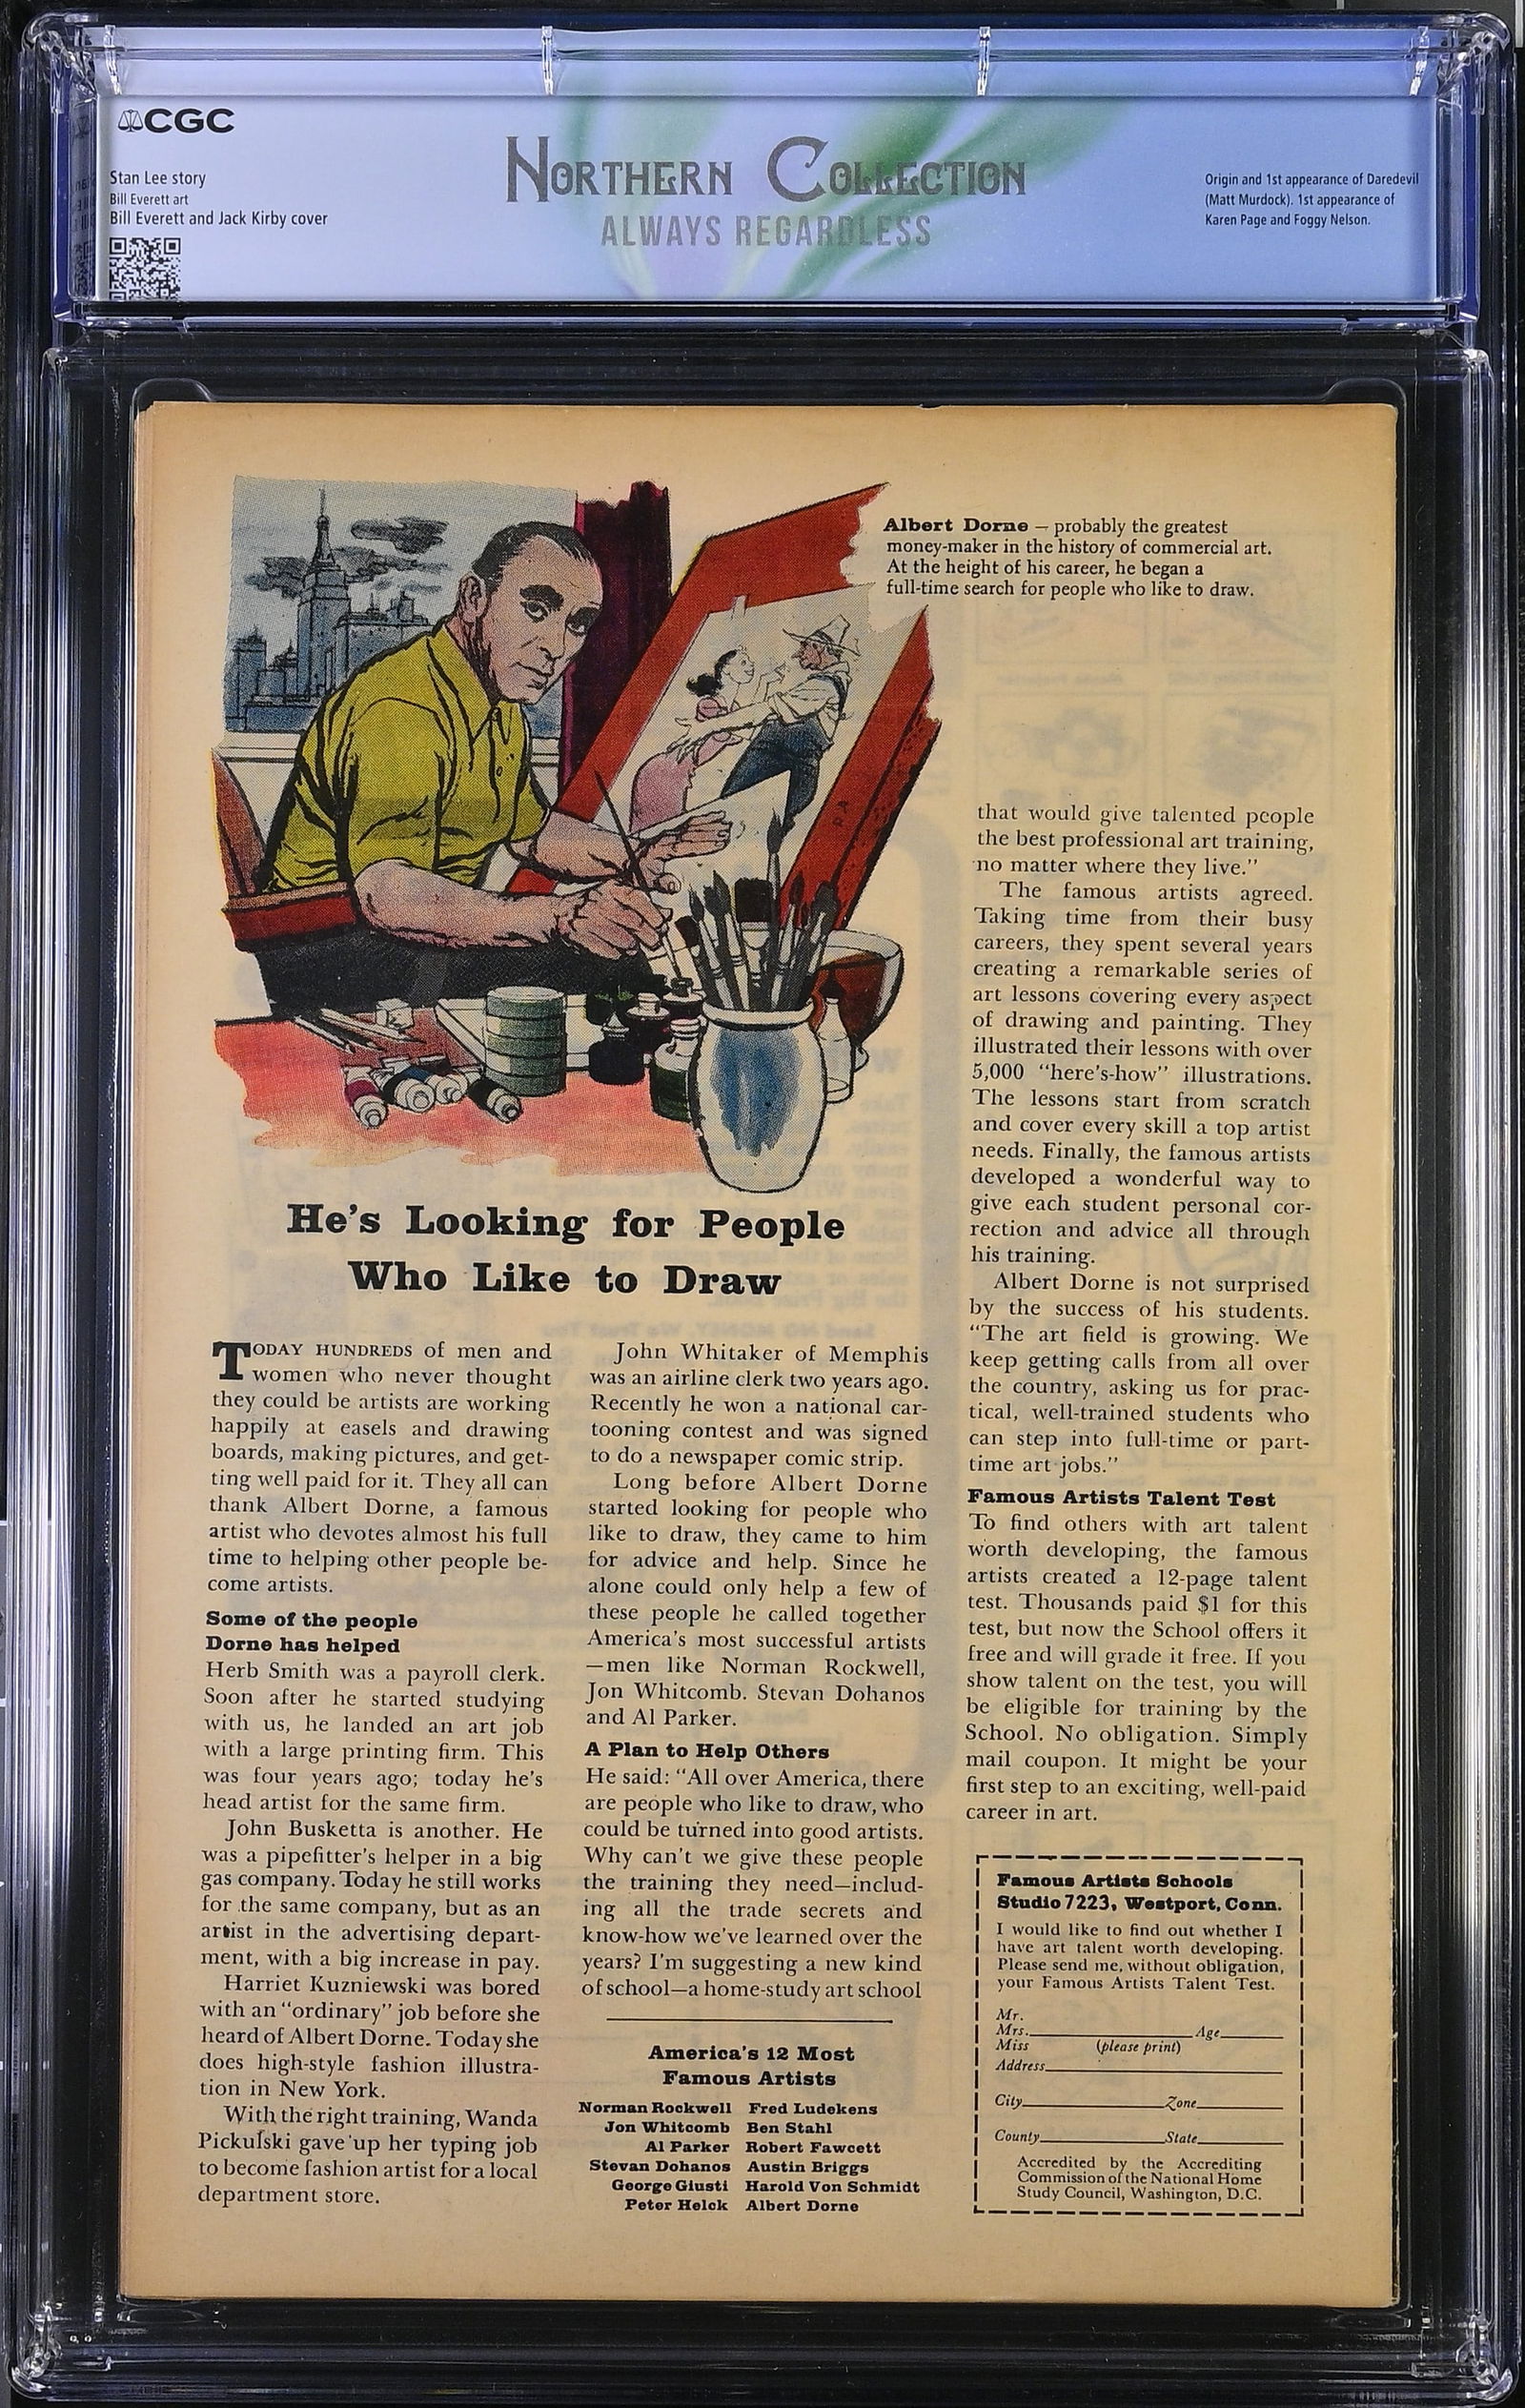 CGC
Stan Lee story
Bill Everett art
Bill Everett and Jack Kirby cover
NORTHERN COLLECTION
ALWAYS REGARDLESS
Origin and 1st appearance of Daredevil
(Matt Murdock). 1st appearance of
Karen Page and Foggy Nelson.
Albert Dorne — probably the greatest
money-maker in the history of commercial art.
At the height of his career, he began a
full-time search for people who like to draw.
He's Looking for People
Who Like to Draw
TODAY HUNDREDS of men and
women who never thought
they could be artists are working
happily at easels and drawing
boards, making pictures, and get-
ting well paid for it. They all can
thank Albert Dorne, a famous
artist who devotes almost his full
time to helping other people be-
come artists.
Some of the people
Dorne has helped
Herb Smith was a payroll clerk.
Soon after he started studying
with us, he landed an art job
with a large printing firm. This
was four years ago; today he's
head artist for the same firm.
John Busketta is another. He
was a pipefitter's helper in a big
gas company. Today he still works
for the same company, but as an
artist in the advertising depart-
ment, with a big increase in pay.
Harriet Kuzniewski was bored
with an "ordinary" job before she
heard of Albert Dorne. Today she
does high-style fashion illustra-
tion in New York.
With the right training, Wanda
Pickulski gave up her typing job
to become fashion artist for a local
department store.
John Whitaker of Memphis
was an airline clerk two years ago.
Recently he won a national car-
tooning contest and was signed
to do a newspaper comic strip.
Long before Albert Dorne
started looking for people who
like to draw, they came to him
for advice and help. Since he
alone could only help a few of
these people he called together
America's most successful artists
—men like Norman Rockwell,
Jon Whitcomb. Stevan Dohanos
and Al Parker.
A Plan to Help Others
He said: "All over America, there
are people who like to draw, who
could be turned into good artists.
Why can't we give these people
the training they need—includ-
ing all the trade secrets and
know-how we've learned over the
years? I'm suggesting a new kind
of school—a home-study art school
America's 12 Most
Famous Artists
Norman Rockwell Fred Ludekens
Jon Whitcomb Ben Stahl
Al Parker Robert Fawcett
Stevan Dohanos Austin Briggs
George Giusti Harold Von Schmidt
Peter Helck Albert Dorne
that would give talented people
the best professional art training,
no matter where they live."
The famous artists agreed.
Taking time from their busy
careers, they spent several years
creating a remarkable series of
art lessons covering every aspect
of drawing and painting. They
illustrated their lessons with over
5,000 "here's-how" illustrations.
The lessons start from scratch
and cover every skill a top artist
needs. Finally, the famous artists
developed a wonderful way to
give each student personal cor-
rection and advice all through
his training.
Albert Dorne is not surprised
by the success of his students.
"The art field is growing. We
keep getting calls from all over
the country, asking us for prac-
tical, well-trained students who
can step into full-time or part-
time art jobs."
Famous Artists Talent Test
To find others with art talent
worth developing, the famous
artists created a 12-page talent
test. Thousands paid $1 for this
test, but now the School offers it
free and will grade it free. If you
show talent on the test, you will
be eligible for training by the
School. No obligation. Simply
mail coupon. It might be your
first step to an exciting, well-paid
career in art.
Famous Artists Schools
Studio 7223, Westport, Conn.
I would like to find out whether I
have art talent worth developing.
Please send me, without obligation,
your Famous Artists Talent Test.
Mr.
Mrs. Age
Miss (please print)
Address
City Zone
County State
Accredited by the Accrediting
Commission of the National Home
Study Council, Washington, D.C.